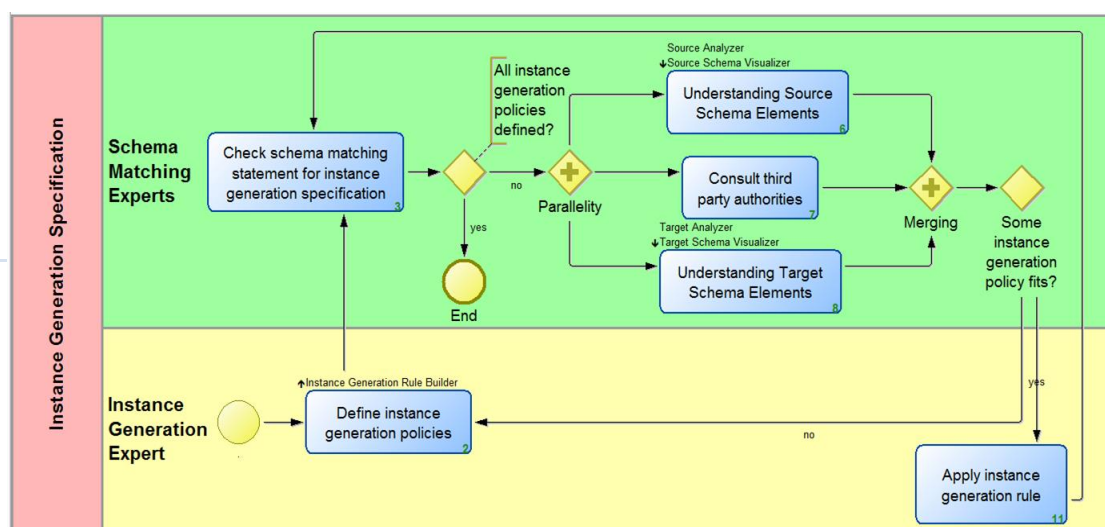 Instance Generation Specification
Schema
Matching
Experts
Check schema matching
statement for instance
generation specification
3
All instance
generation
policies
defined?
no
yes
End
Parallelity
Source Analyzer
Source Schema Visualizer
Understanding Source
Schema Elements
6
Consult third
party authorities
7
Target Analyzer
Target Schema Visualizer
Understanding Target
Schema Elements
8
Merging
Some
instance
generation
policy fits?
Instance
Generation
Expert
Instance Generation Rule Builder
Define instance
generation policies
2
no
yes
Apply instance
generation rule
11